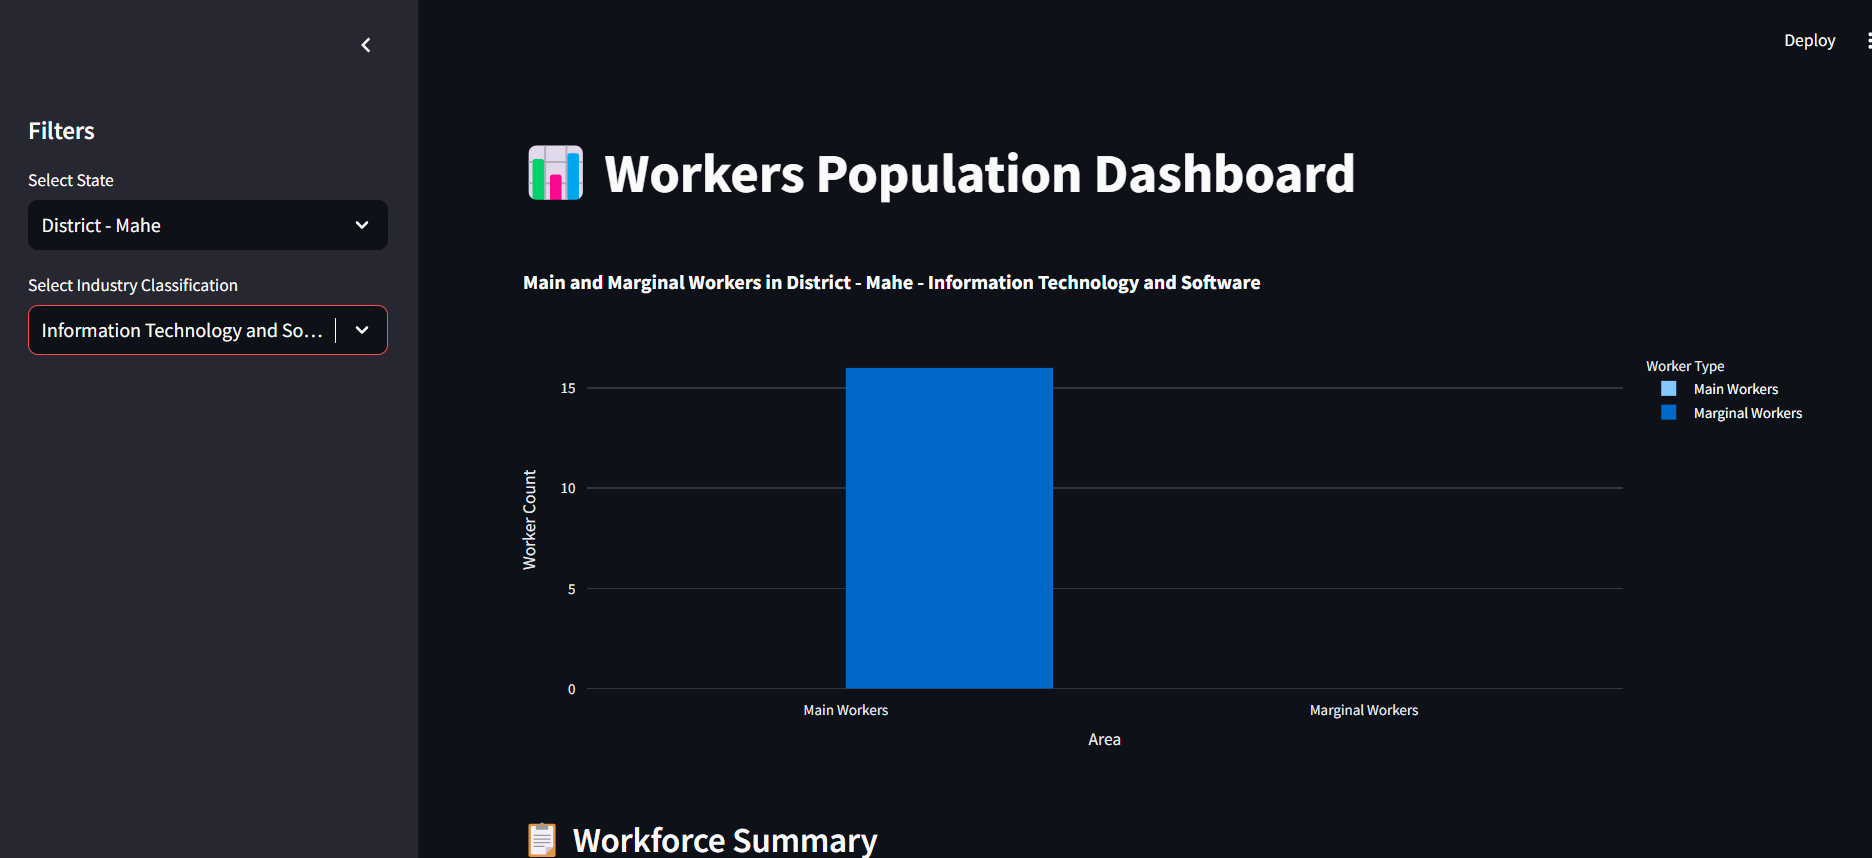 Deploy
Filters
Select State
District - Mahe
Select Industry Classification
Information Technology and So...
Workers Population Dashboard
Main and Marginal Workers in District - Mahe - Information Technology and Software
Worker Type
Main Workers
Marginal Workers
Worker Count
15
10
5
0
Main Workers
Marginal Workers
Area
Workforce Summary